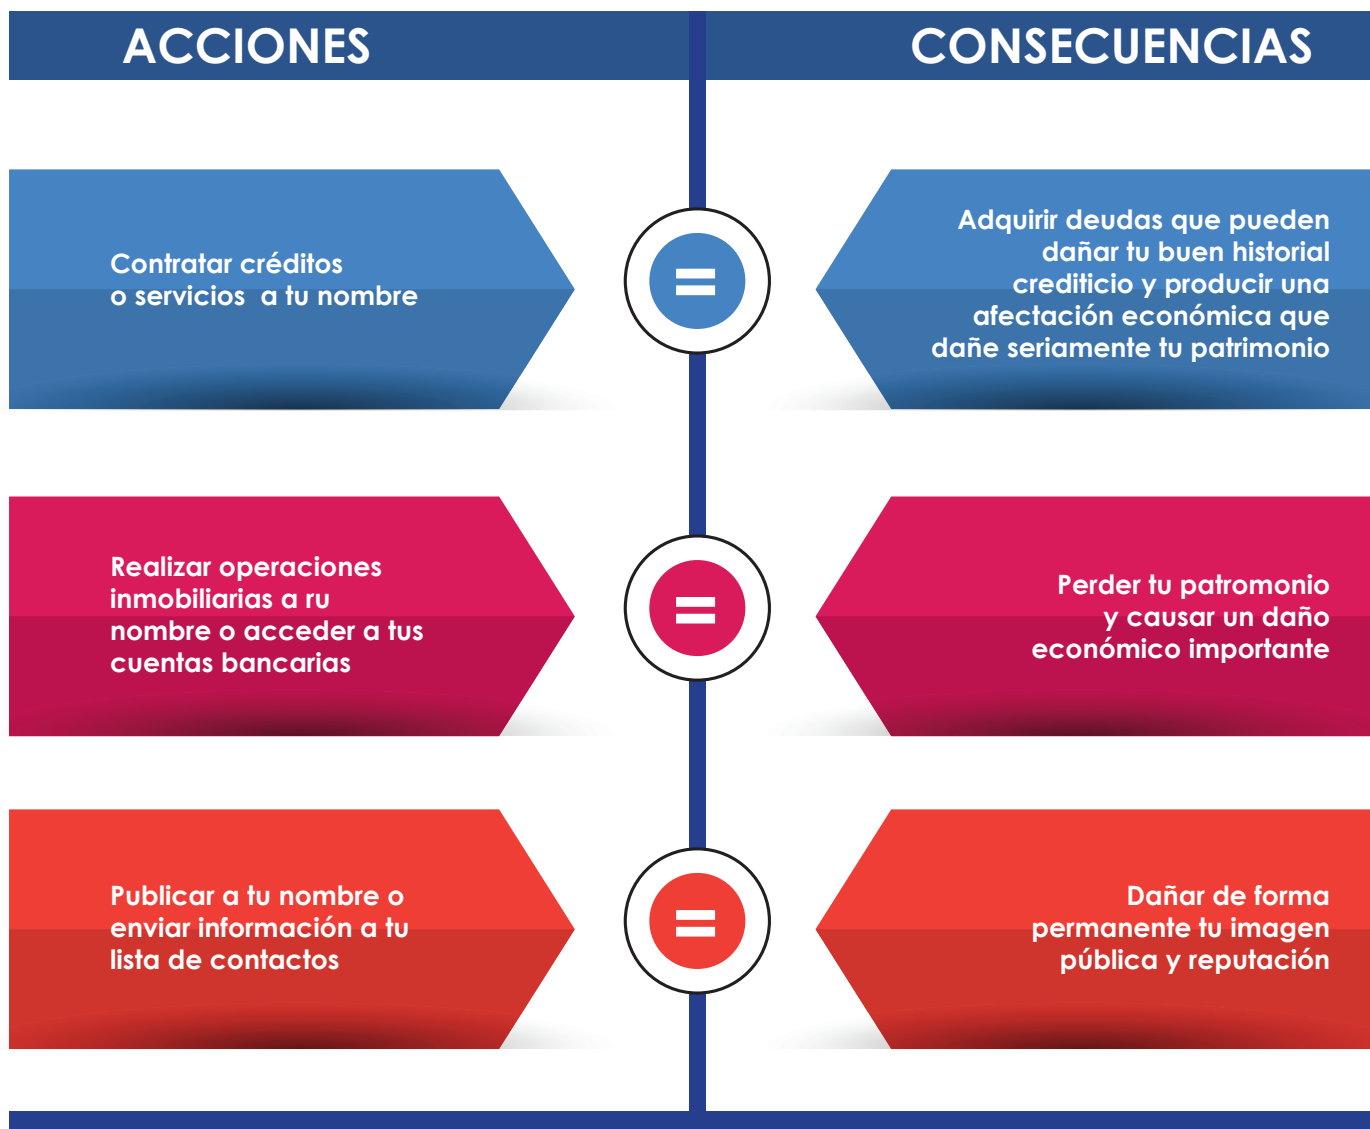 ACCIONES
CONSECUENCIAS
Contratar créditos
o servicios a tu nombre
=
Adquirir deudas que pueden
dañar tu buen historial
crediticio y producir una
afectación económica que
dañe seriamente tu patrimonio
Realizar operaciones
inmobiliarias a ru
nombre o acceder a tus
cuentas bancarias
=
Perder tu patromonio
y causar un daño
económico importante
Publicar a tu nombre o
enviar información a tu
lista de contactos
=
Dañar de forma
permanente tu imagen
pública y reputación